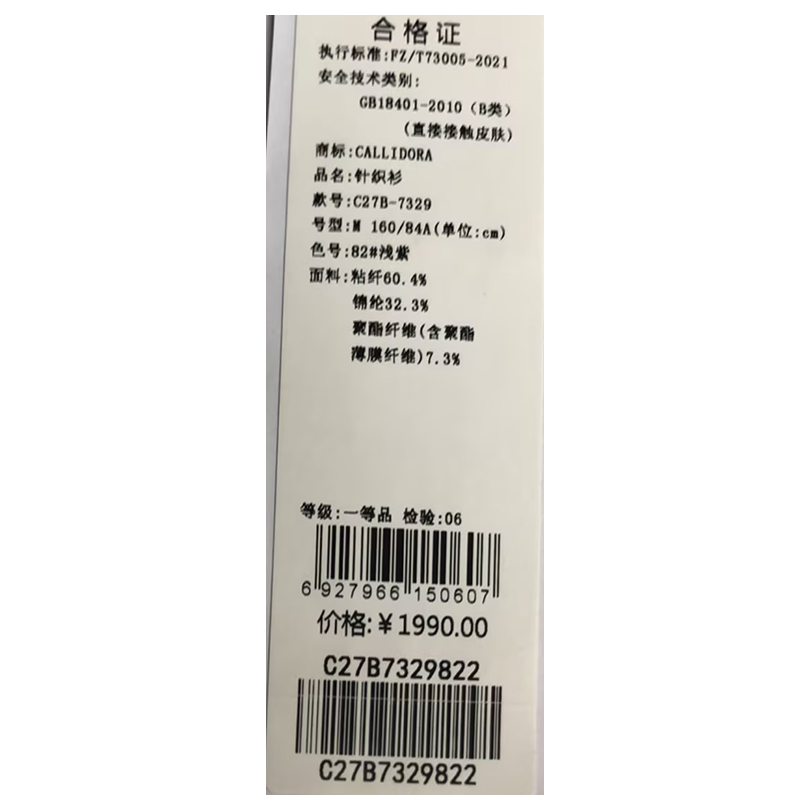 合格证
执行标准:FZ/T73005-2021
安全技术类别:
GB18401-2010（B类）
(直接接触皮肤)
商标:CALLIDORA
品名:针织衫
款号:C27B-7329
号型:M 160/84A(单位:cm)
色号:82#浅紫
面料:粘纤60.4%
锦纶32.3%
聚酯纤维(含聚酯
薄膜纤维)7.3%
等级:一等品 检验:06
6927966150607
价格:¥1990.00
C27B7329822
C27B7329822